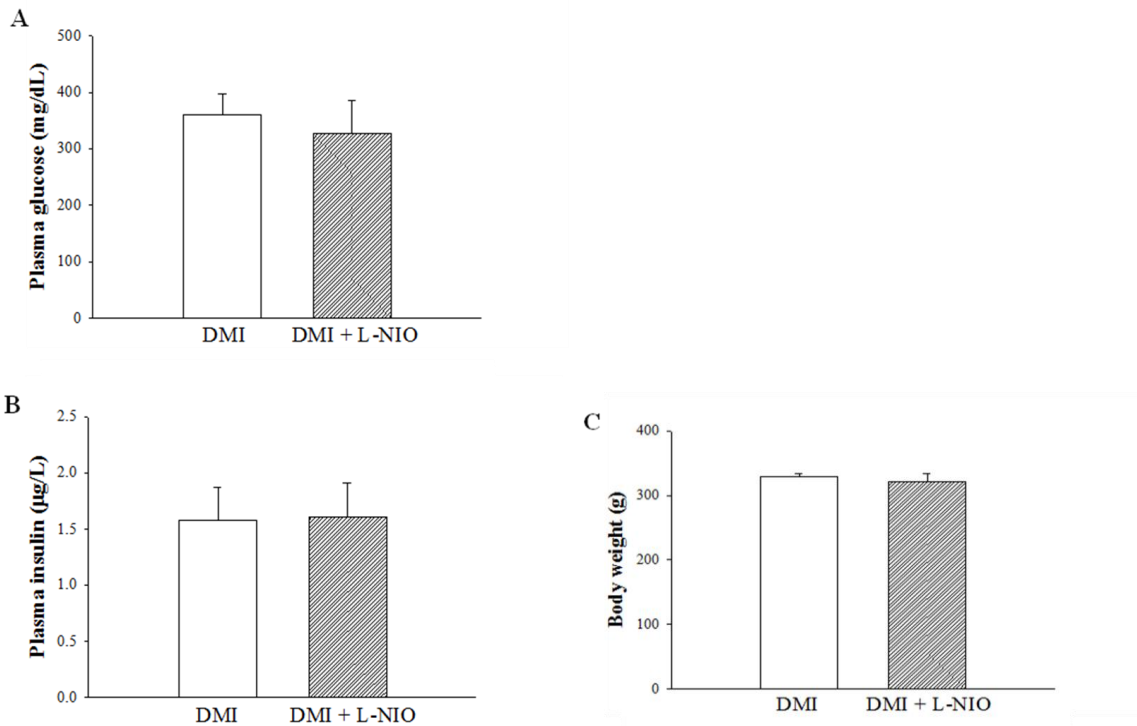 A
Plasma glucose (mg/dL)
500
400
300
200
100
0
DMI
DMI + L-NIO
B
Plasma insulin (µg/L)
2.5
2.0
1.5
1.0
0.5
0.0
DMI
DMI + L-NIO
C
Body weight (g)
400
300
200
100
0
DMI
DMI + L-NIO